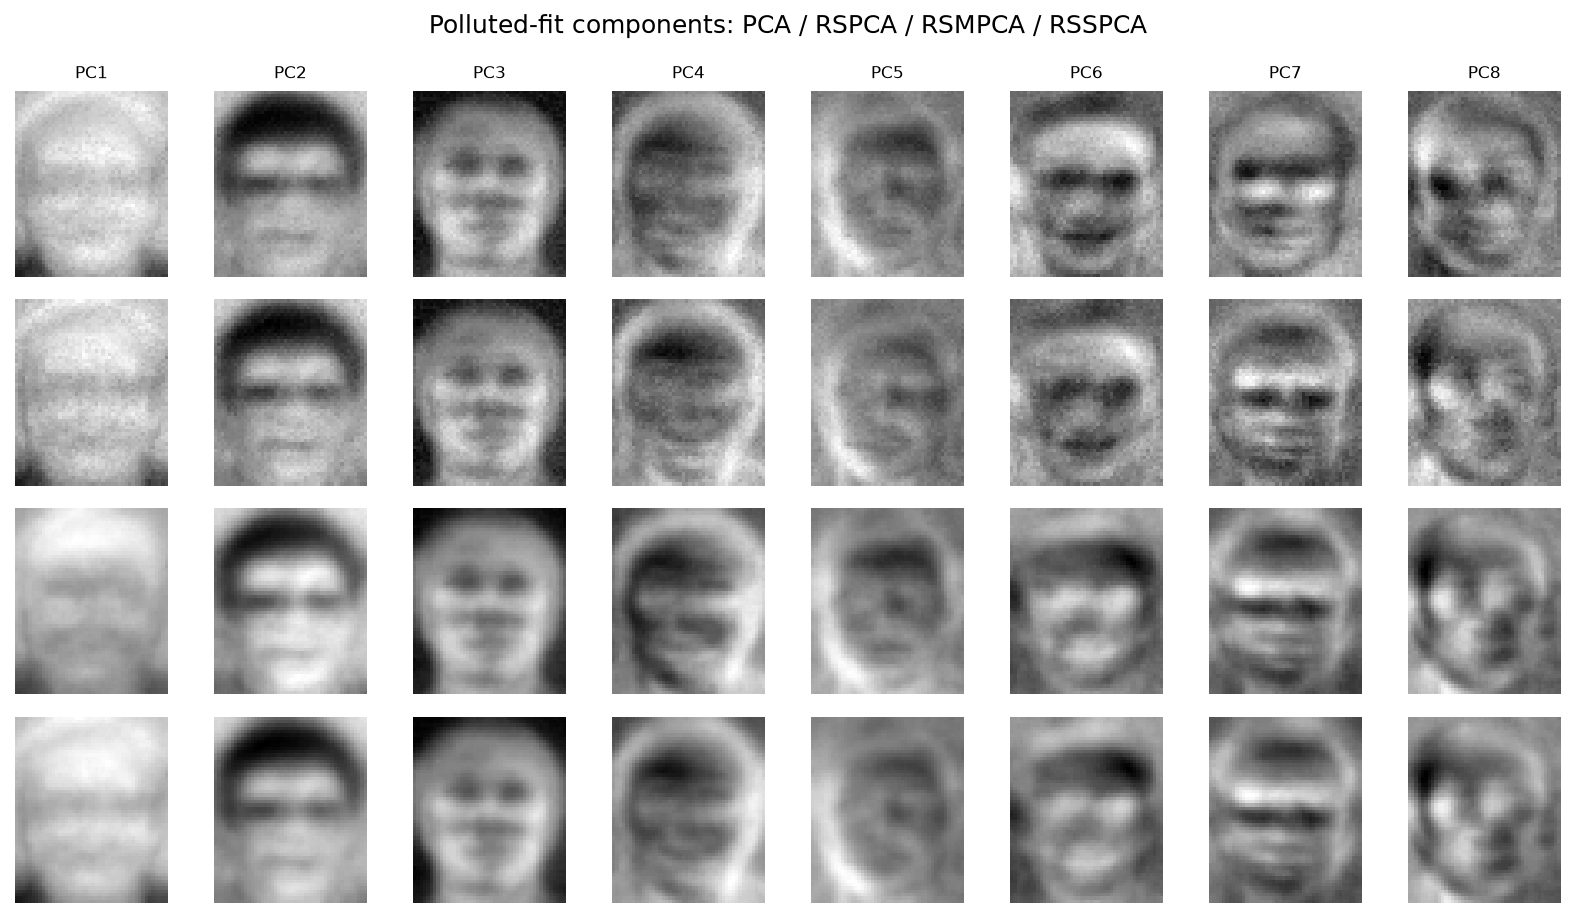 Polluted-fit components: PCA / RSPCA / RSMPCA / RSSPCA
PC1 PC2 PC3 PC4 PC5 PC6 PC7 PC8